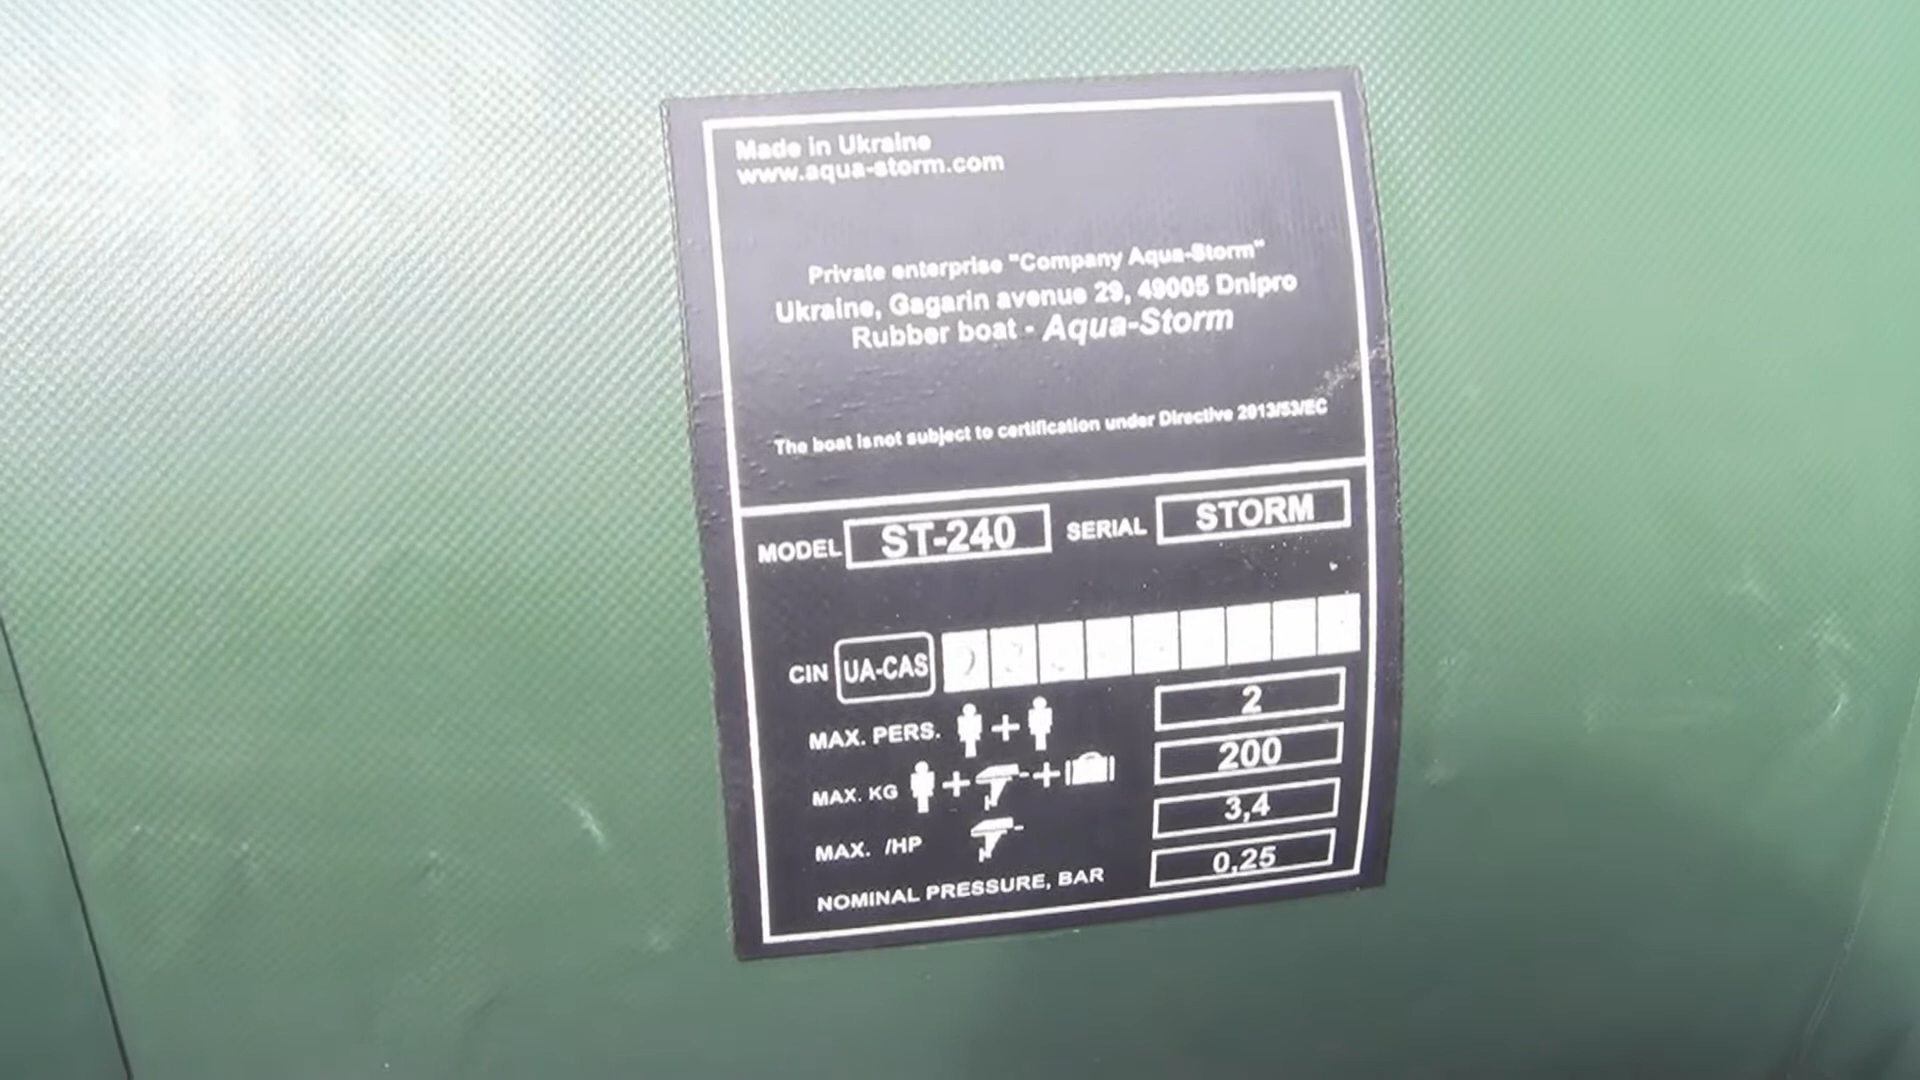 Made in Ukraine
www.aqua-storm.com
Private enterprise "Company Aqua-Storm"
Ukraine, Gagarin avenue 29, 49005 Dnipro
Rubber boat - Aqua-Storm
The boat is not subject to certification under Directive 2013/53/EC
MODEL ST-240 SERIAL STORM
CIN UA-CAS
MAX. PERS. + 2
MAX. KG + + 200
MAX. /HP 3,4
NOMINAL PRESSURE, BAR 0,25